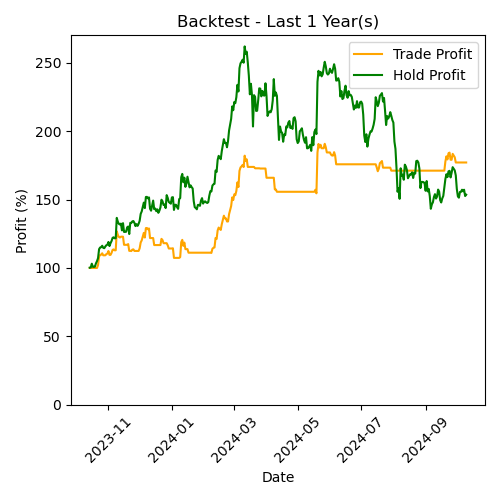 Backtest - Last 1 Year(s)
Trade Profit
Hold Profit
Profit (%)
250
200
150
100
50
0
2023-11
2024-01
2024-03
2024-05
2024-07
2024-09
Date